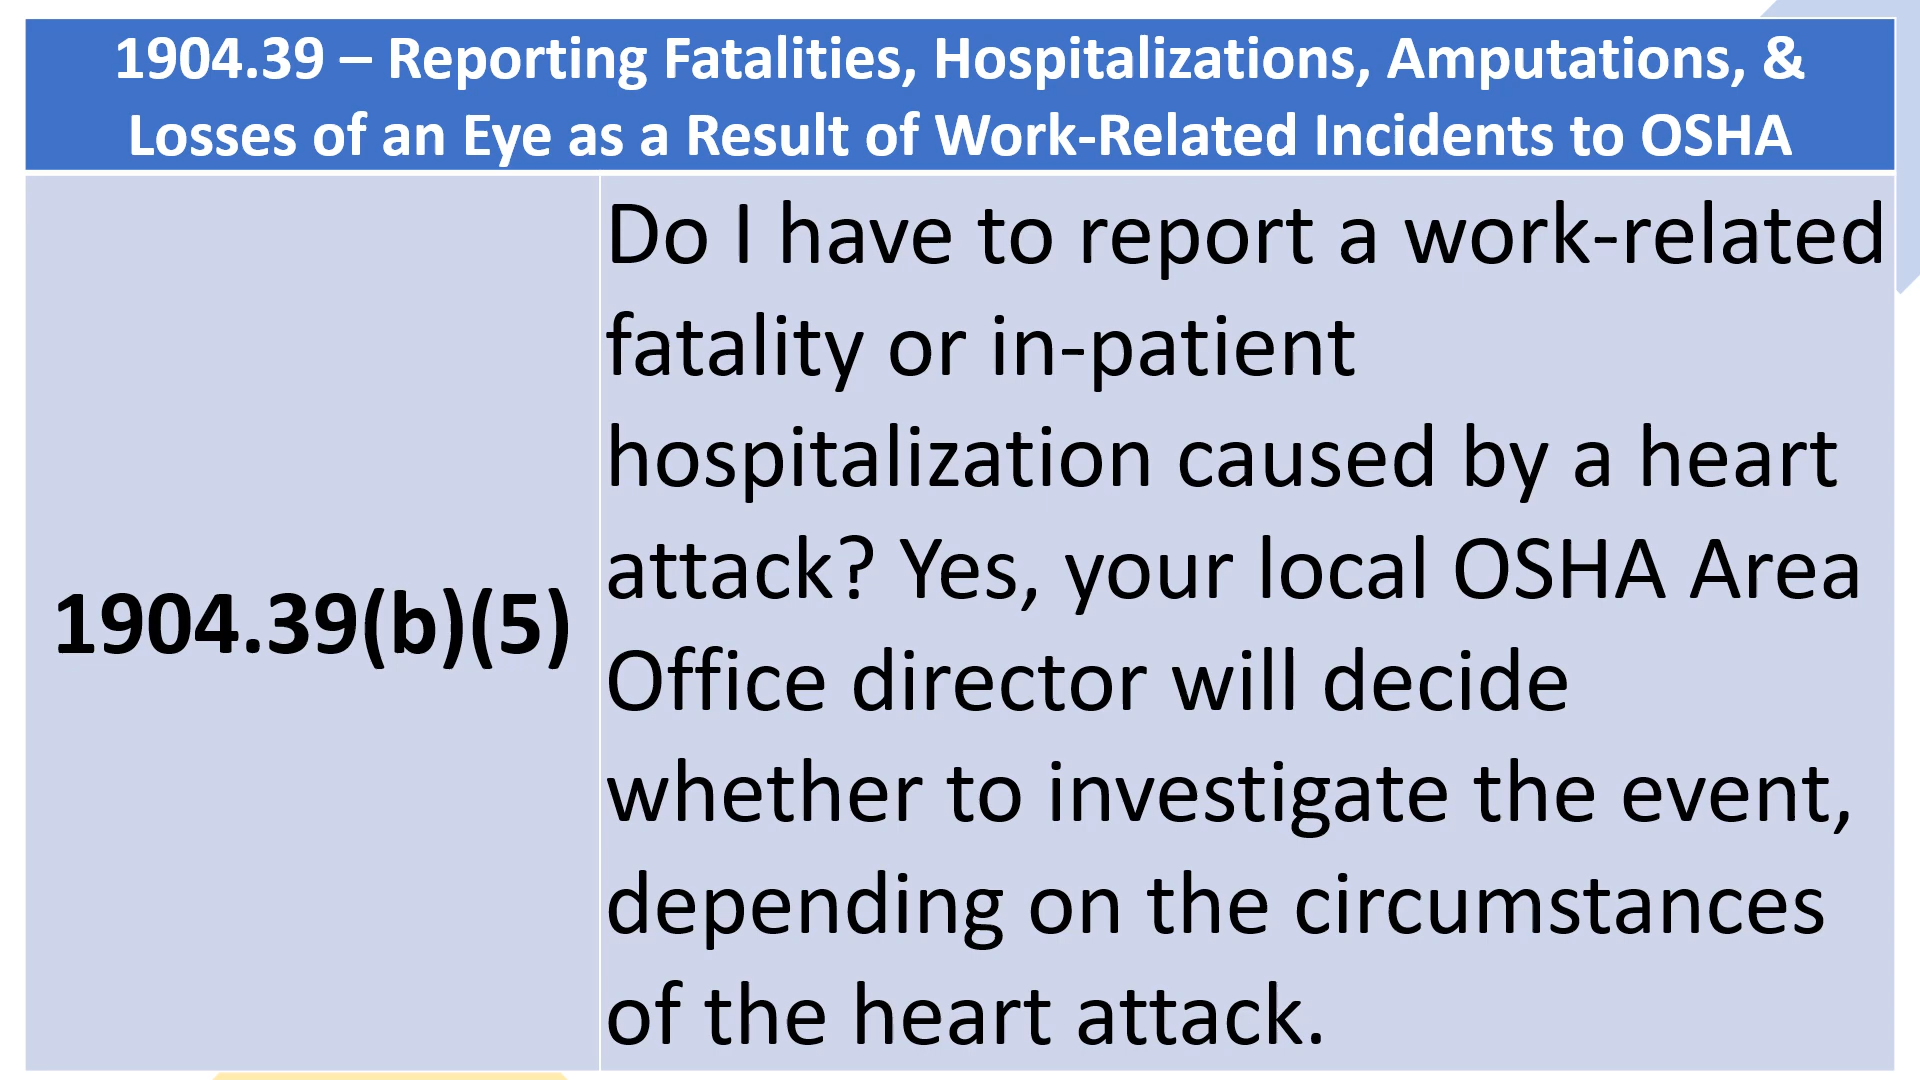 1904.39 – Reporting Fatalities, Hospitalizations, Amputations, &
Losses of an Eye as a Result of Work-Related Incidents to OSHA
1904.39(b)(5)
Do I have to report a work-related
fatality or in-patient
hospitalization caused by a heart
attack? Yes, your local OSHA Area
Office director will decide
whether to investigate the event,
depending on the circumstances
of the heart attack.